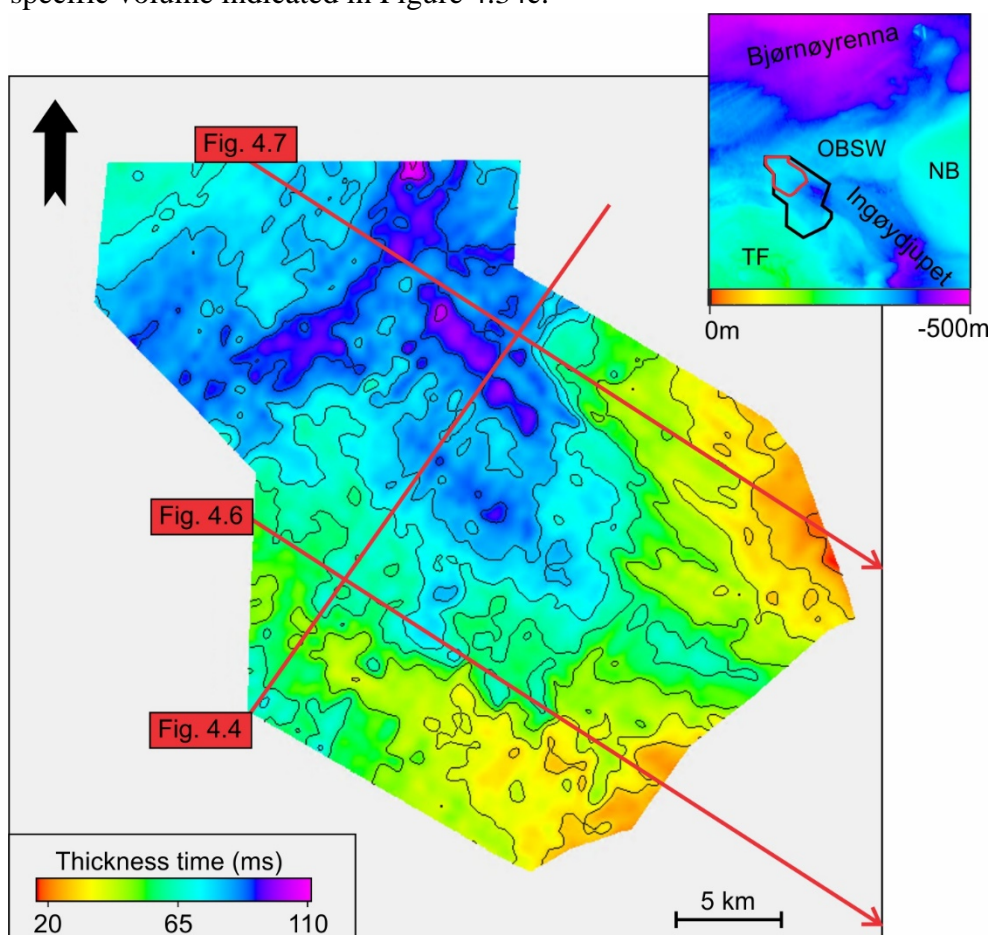 specific volume indicated in Figure 4.34c.
Bjørnøyrenna
OBSW
NB
Ingøydjupet
TF
0m
-500m
Fig. 4.7
Fig. 4.6
Fig. 4.4
Thickness time (ms)
20
65
110
5 km